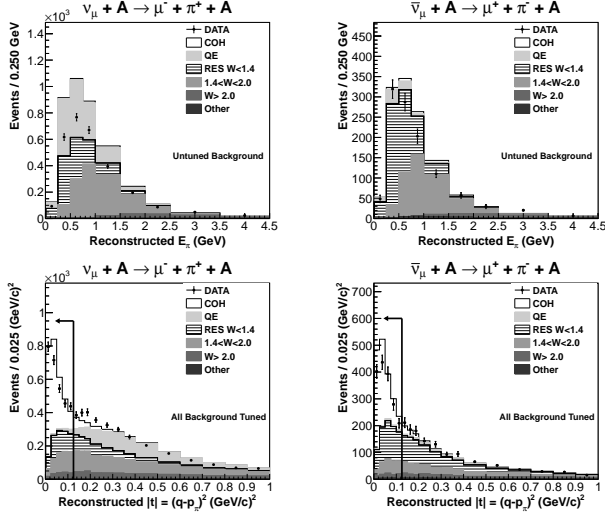 ν_μ + A → μ⁻ + π⁺ + A
×10³
Events / 0.250 GeV
1.2
1
0.8
0.6
0.4
0.2
0
DATA
COH
QE
RES W<1.4
1.4<W<2.0
W> 2.0
Other
Untuned Background
0 0.5 1 1.5 2 2.5 3 3.5 4 4.5
Reconstructed E_π (GeV)
ν̅_μ + A → μ⁺ + π⁻ + A
Events / 0.250 GeV
450
400
350
300
250
200
150
100
50
0
DATA
COH
QE
RES W<1.4
1.4<W<2.0
W> 2.0
Other
Untuned Background
0 0.5 1 1.5 2 2.5 3 3.5 4 4.5
Reconstructed E_π (GeV)
ν_μ + A → μ⁻ + π⁺ + A
×10³
Events / 0.025 (GeV/c)²
1
0.8
0.6
0.4
0.2
0
DATA
COH
QE
RES W<1.4
1.4<W<2.0
W> 2.0
Other
All Background Tuned
0 0.1 0.2 0.3 0.4 0.5 0.6 0.7 0.8 0.9 1
Reconstructed |t| = (q-p_π)² (GeV/c)²
ν̅_μ + A → μ⁺ + π⁻ + A
Events / 0.025 (GeV/c)²
700
600
500
400
300
200
100
0
DATA
COH
QE
RES W<1.4
1.4<W<2.0
W> 2.0
Other
All Background Tuned
0 0.1 0.2 0.3 0.4 0.5 0.6 0.7 0.8 0.9 1
Reconstructed |t| = (q-p_π)² (GeV/c)²